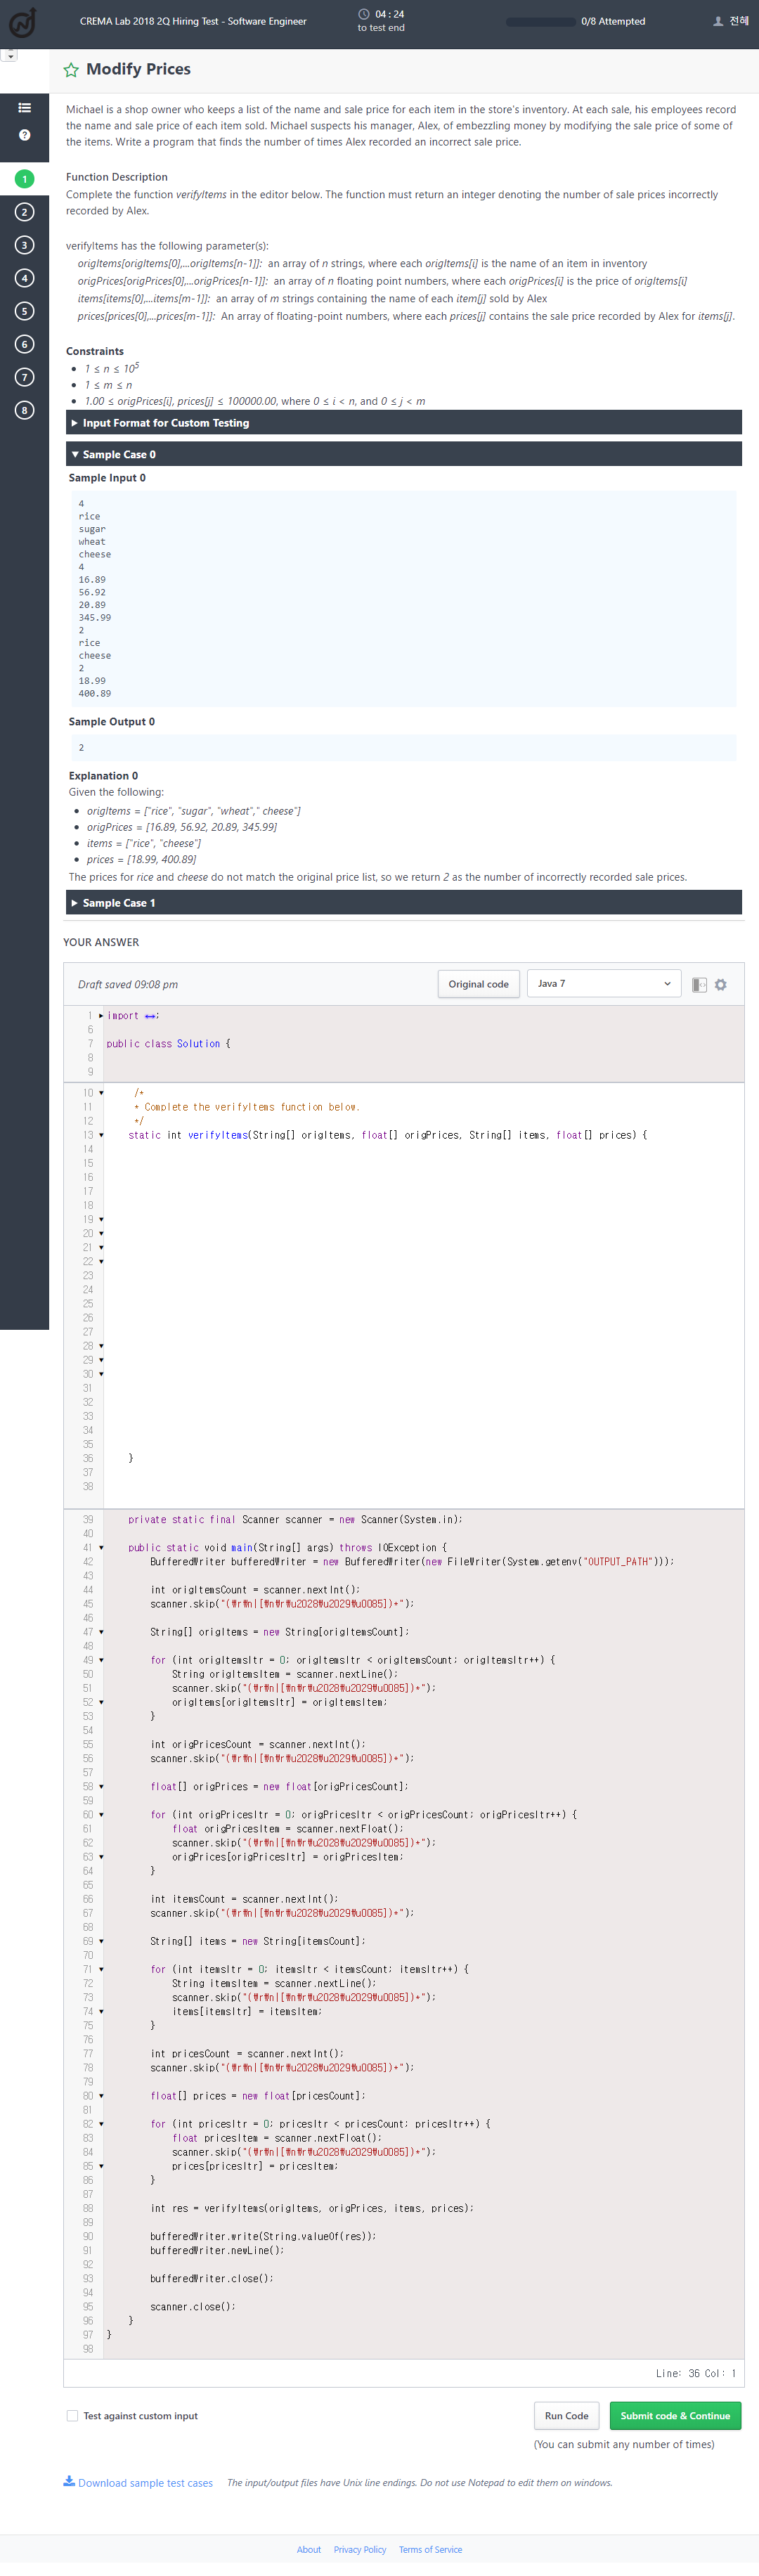 CREMA Lab 2018 2Q Hiring Test - Software Engineer
04 : 24
to test end
0/8 Attempted
전혜
Modify Prices
1
2
3
4
5
6
7
8
Michael is a shop owner who keeps a list of the name and sale price for each item in the store's inventory. At each sale, his employees record
the name and sale price of each item sold. Michael suspects his manager, Alex, of embezzling money by modifying the sale price of some of
the items. Write a program that finds the number of times Alex recorded an incorrect sale price.
Function Description
Complete the function verifyItems in the editor below. The function must return an integer denoting the number of sale prices incorrectly
recorded by Alex.
verifyItems has the following parameter(s):
origItems[origItems[0],...origItems[n-1]]: an array of n strings, where each origItems[i] is the name of an item in inventory
origPrices[origPrices[0],...origPrices[n-1]]: an array of n floating point numbers, where each origPrices[i] is the price of origItems[i]
items[items[0],...items[m-1]]: an array of m strings containing the name of each item[j] sold by Alex
prices[prices[0],...prices[m-1]]: An array of floating-point numbers, where each prices[j] contains the sale price recorded by Alex for items[j].
Constraints
• 1 ≤ n ≤ 10⁵
• 1 ≤ m ≤ n
• 1.00 ≤ origPrices[i], prices[j] ≤ 100000.00, where 0 ≤ i < n, and 0 ≤ j < m
▶ Input Format for Custom Testing
▼ Sample Case 0
Sample Input 0
4
rice
sugar
wheat
cheese
4
16.89
56.92
20.89
345.99
2
rice
cheese
2
18.99
400.89
Sample Output 0
2
Explanation 0
Given the following:
• origItems = ["rice", "sugar", "wheat"," cheese"]
• origPrices = [16.89, 56.92, 20.89, 345.99]
• items = ["rice", "cheese"]
• prices = [18.99, 400.89]
The prices for rice and cheese do not match the original price list, so we return 2 as the number of incorrectly recorded sale prices.
▶ Sample Case 1
YOUR ANSWER
Draft saved 09:08 pm
Original code
Java 7
1 import ↔;
6
7 public class Solution {
8
9
10 /*
11 * Complete the verifyItems function below.
12 */
13 static int verifyItems(String[] origItems, float[] origPrices, String[] items, float[] prices) {
14
15
16
17
18
19
20
21
22
23
24
25
26
27
28
29
30
31
32
33
34
35
36 }
37
38
39 private static final Scanner scanner = new Scanner(System.in);
40
41 public static void main(String[] args) throws IOException {
42 BufferedWriter bufferedWriter = new BufferedWriter(new FileWriter(System.getenv("OUTPUT_PATH")));
43
44 int origItemsCount = scanner.nextInt();
45 scanner.skip("(₩r₩n|[₩n₩r₩u2028₩u2029₩u0085])*");
46
47 String[] origItems = new String[origItemsCount];
48
49 for (int origItemsItr = 0; origItemsItr < origItemsCount; origItemsItr++) {
50 String origItemsItem = scanner.nextLine();
51 scanner.skip("(₩r₩n|[₩n₩r₩u2028₩u2029₩u0085])*");
52 origItems[origItemsItr] = origItemsItem;
53 }
54
55 int origPricesCount = scanner.nextInt();
56 scanner.skip("(₩r₩n|[₩n₩r₩u2028₩u2029₩u0085])*");
57
58 float[] origPrices = new float[origPricesCount];
59
60 for (int origPricesItr = 0; origPricesItr < origPricesCount; origPricesItr++) {
61 float origPricesItem = scanner.nextFloat();
62 scanner.skip("(₩r₩n|[₩n₩r₩u2028₩u2029₩u0085])*");
63 origPrices[origPricesItr] = origPricesItem;
64 }
65
66 int itemsCount = scanner.nextInt();
67 scanner.skip("(₩r₩n|[₩n₩r₩u2028₩u2029₩u0085])*");
68
69 String[] items = new String[itemsCount];
70
71 for (int itemsItr = 0; itemsItr < itemsCount; itemsItr++) {
72 String itemsItem = scanner.nextLine();
73 scanner.skip("(₩r₩n|[₩n₩r₩u2028₩u2029₩u0085])*");
74 items[itemsItr] = itemsItem;
75 }
76
77 int pricesCount = scanner.nextInt();
78 scanner.skip("(₩r₩n|[₩n₩r₩u2028₩u2029₩u0085])*");
79
80 float[] prices = new float[pricesCount];
81
82 for (int pricesItr = 0; pricesItr < pricesCount; pricesItr++) {
83 float pricesItem = scanner.nextFloat();
84 scanner.skip("(₩r₩n|[₩n₩r₩u2028₩u2029₩u0085])*");
85 prices[pricesItr] = pricesItem;
86 }
87
88 int res = verifyItems(origItems, origPrices, items, prices);
89
90 bufferedWriter.write(String.valueOf(res));
91 bufferedWriter.newLine();
92
93 bufferedWriter.close();
94
95 scanner.close();
96 }
97 }
98
Line: 36 Col: 1
Test against custom input
Run Code
Submit code & Continue
(You can submit any number of times)
Download sample test cases The input/output files have Unix line endings. Do not use Notepad to edit them on windows.
About Privacy Policy Terms of Service